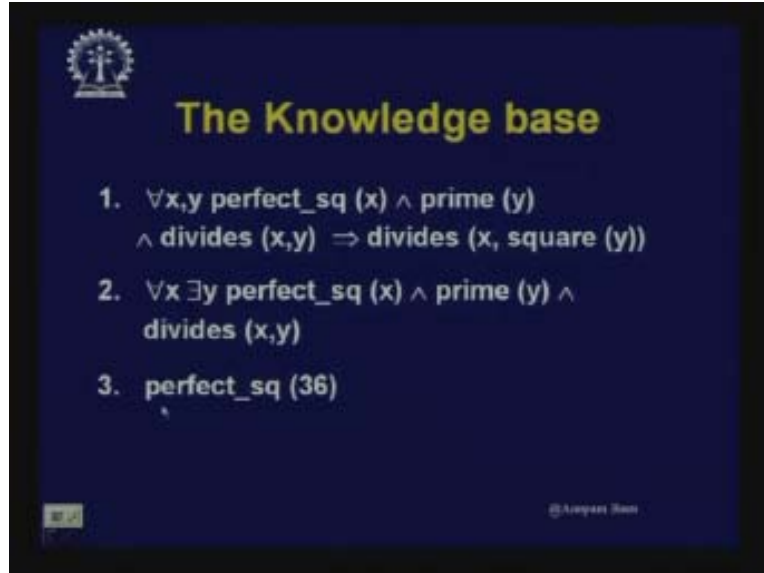 The Knowledge base
1. ∀x,y perfect_sq (x) ∧ prime (y)
∧ divides (x,y) ⇒ divides (x, square (y))
2. ∀x ∃y perfect_sq (x) ∧ prime (y) ∧
divides (x,y)
3. perfect_sq (36)